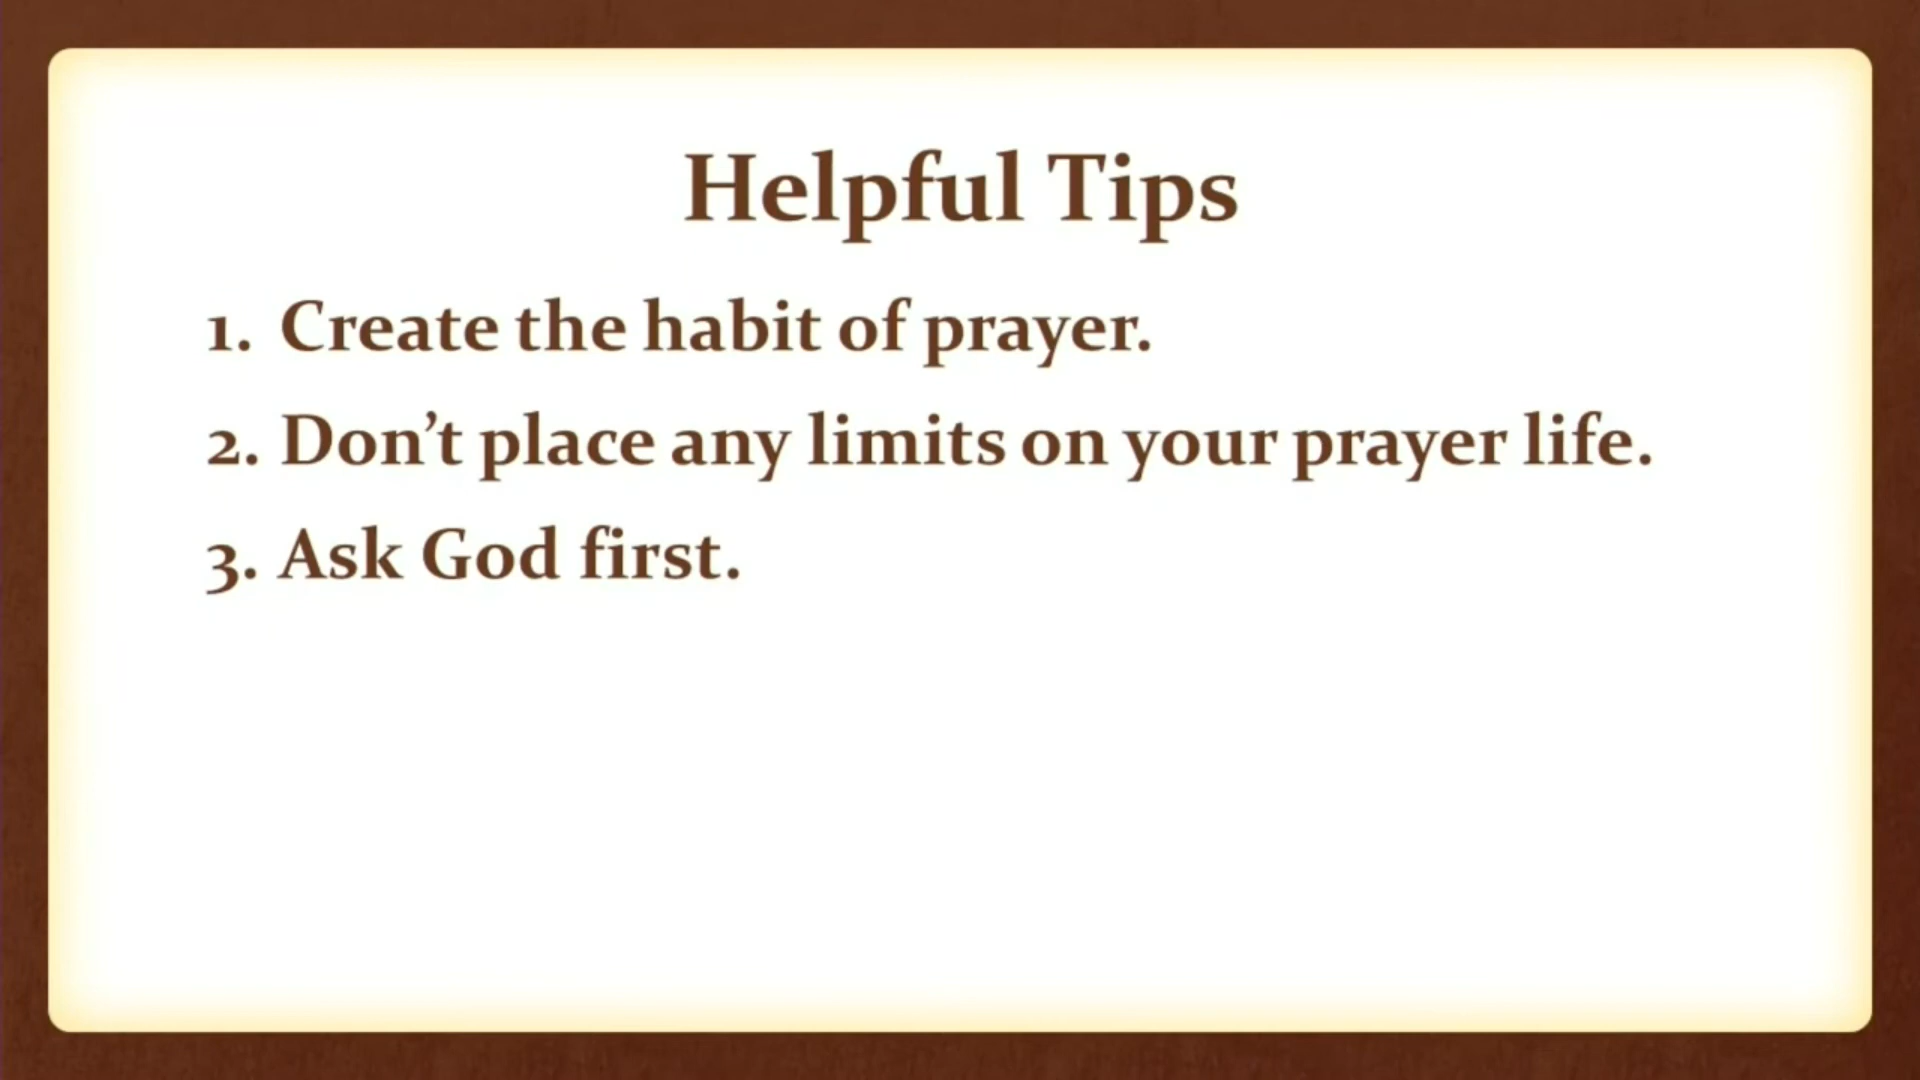 Helpful Tips
1. Create the habit of prayer.
2. Don’t place any limits on your prayer life.
3. Ask God first.